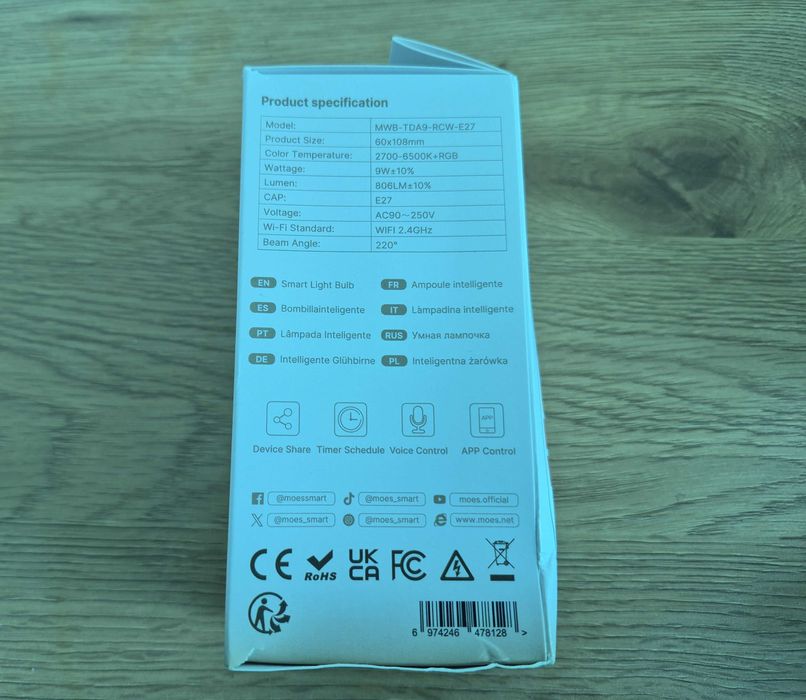 Product specification
Model: MWB-TDA9-RCW-E27
Product Size: 60x108mm
Color Temperature: 2700-6500K+RGB
Wattage: 9W±10%
Lumen: 806LM±10%
CAP: E27
Voltage: AC90～250V
Wi-Fi Standard: WIFI 2.4GHz
Beam Angle: 220°
EN Smart Light Bulb FR Ampoule intelligente
ES Bombillainteligente IT Làmpadina intelligente
PT Lâmpada Inteligente RUS Умная лампочка
DE Intelligente Glühbirne PL Inteligentna żarówka
APP
Device Share Timer Schedule Voice Control APP Control
@moessmart @moes_smart moes.official
@moes_smart @moes_smart www.moes.net
CE RoHS UK CA FC
6 974246 478128 >